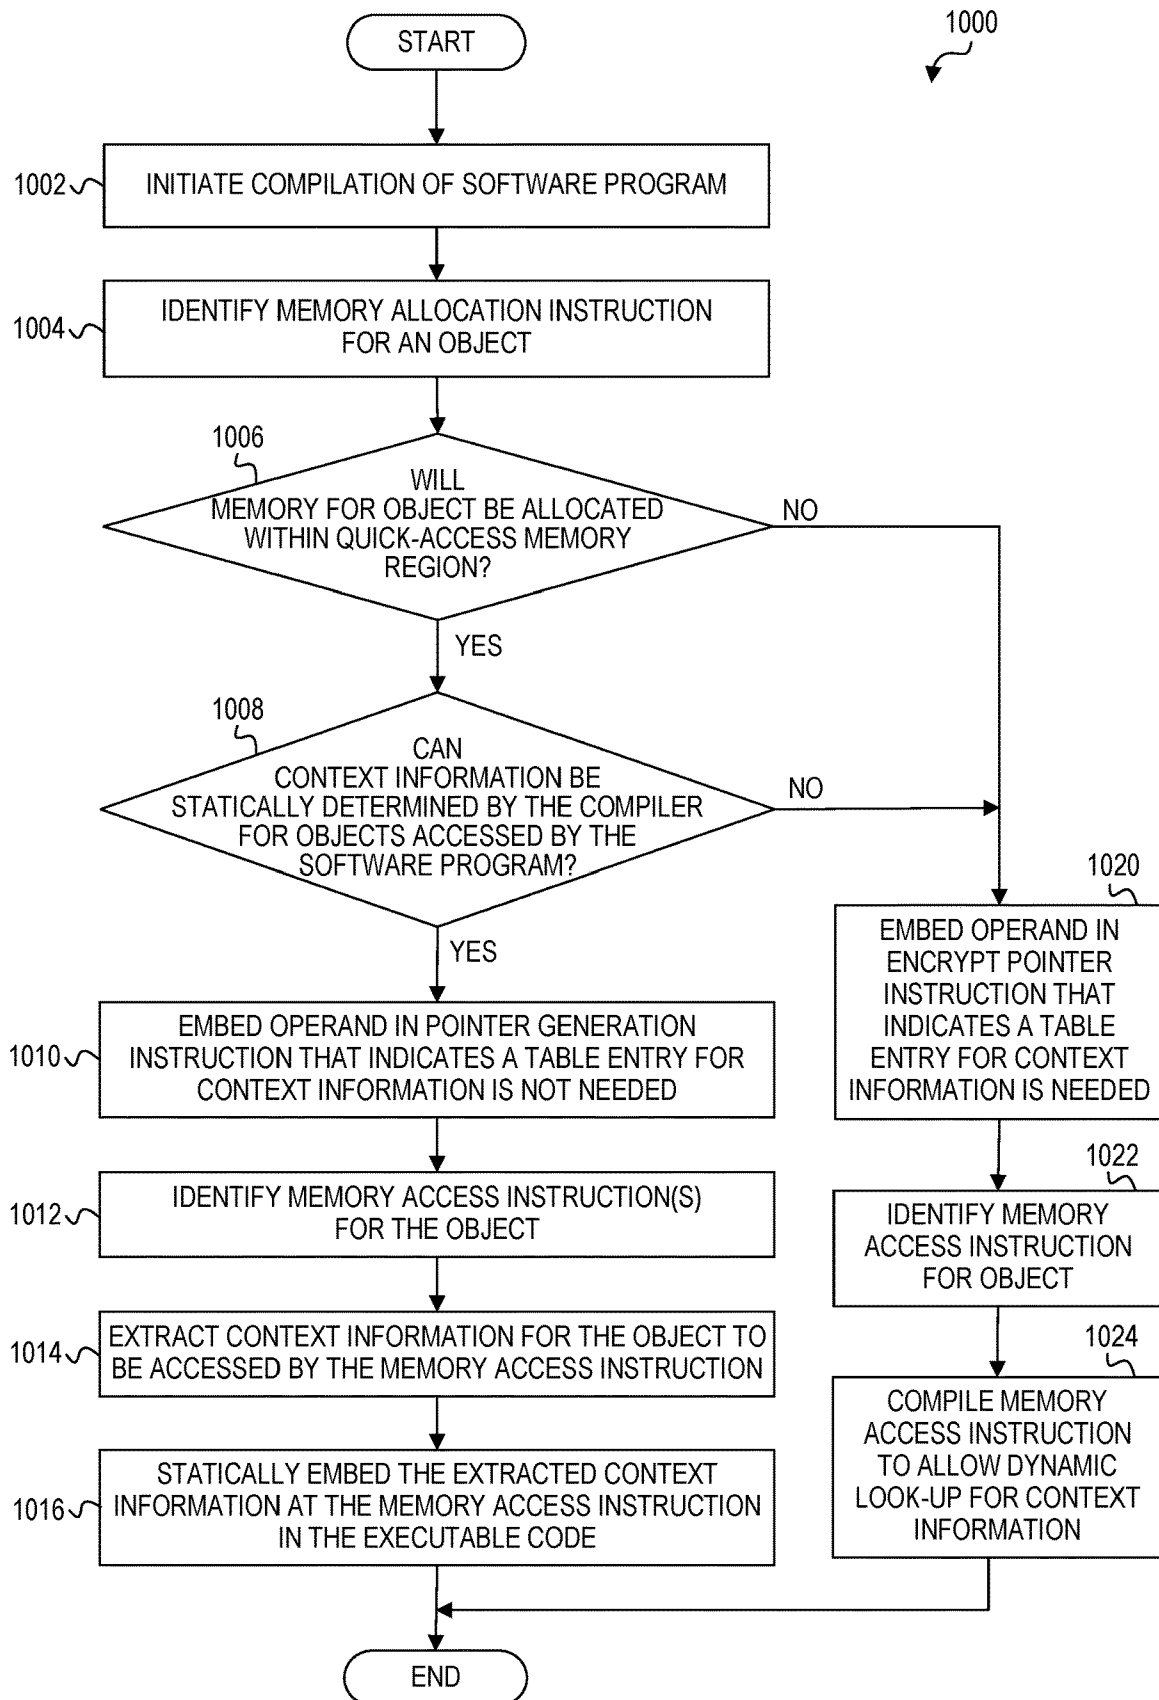 START
1000
1002
INITIATE COMPILATION OF SOFTWARE PROGRAM
1004
IDENTIFY MEMORY ALLOCATION INSTRUCTION
FOR AN OBJECT
1006
WILL
MEMORY FOR OBJECT BE ALLOCATED
WITHIN QUICK-ACCESS MEMORY
REGION?
NO
YES
1008
CAN
CONTEXT INFORMATION BE
STATICALLY DETERMINED BY THE COMPILER
FOR OBJECTS ACCESSED BY THE
SOFTWARE PROGRAM?
NO
YES
1010
EMBED OPERAND IN POINTER GENERATION
INSTRUCTION THAT INDICATES A TABLE ENTRY FOR
CONTEXT INFORMATION IS NOT NEEDED
1012
IDENTIFY MEMORY ACCESS INSTRUCTION(S)
FOR THE OBJECT
1014
EXTRACT CONTEXT INFORMATION FOR THE OBJECT TO
BE ACCESSED BY THE MEMORY ACCESS INSTRUCTION
1016
STATICALLY EMBED THE EXTRACTED CONTEXT
INFORMATION AT THE MEMORY ACCESS INSTRUCTION
IN THE EXECUTABLE CODE
1020
EMBED OPERAND IN
ENCRYPT POINTER
INSTRUCTION THAT
INDICATES A TABLE
ENTRY FOR CONTEXT
INFORMATION IS NEEDED
1022
IDENTIFY MEMORY
ACCESS INSTRUCTION
FOR OBJECT
1024
COMPILE MEMORY
ACCESS INSTRUCTION
TO ALLOW DYNAMIC
LOOK-UP FOR CONTEXT
INFORMATION
END